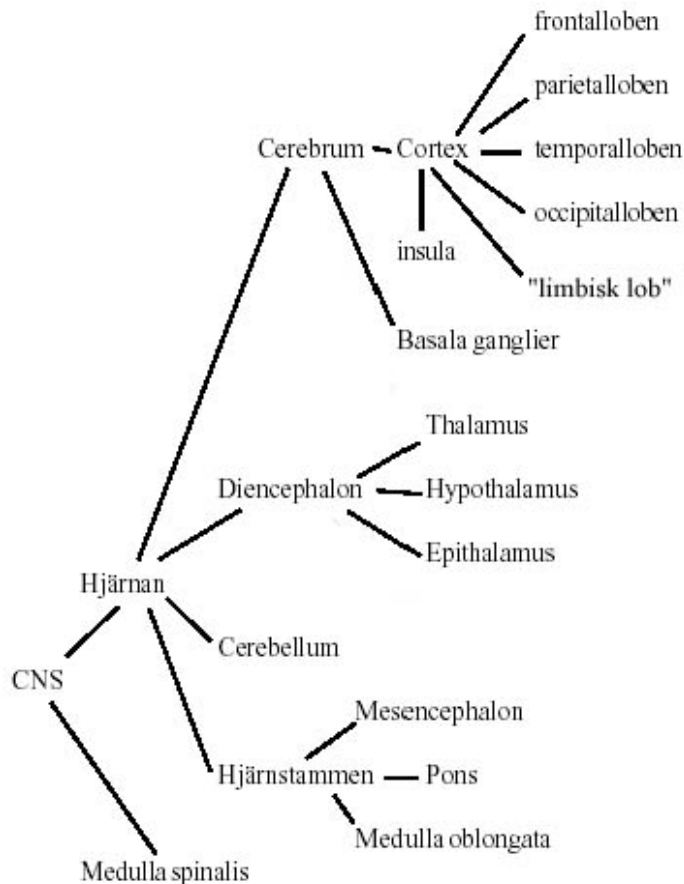 frontalloben
parietalloben
Cerebrum
Cortex
temporalloben
occipitalloben
insula
"limbisk lob"
Basala ganglier
Thalamus
Diencephalon
Hypothalamus
Epithalamus
Hjärnan
Cerebellum
CNS
Mesencephalon
Hjärnstammen
Pons
Medulla oblongata
Medulla spinalis